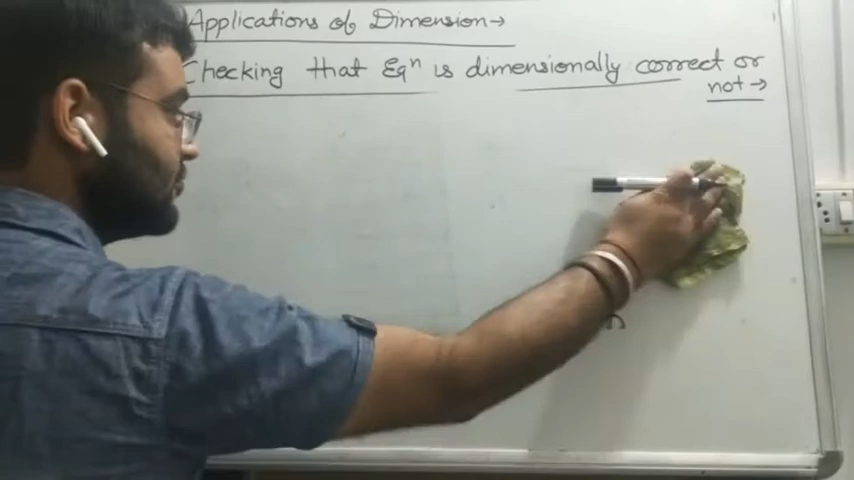 Applications of Dimension→
Checking that Eqⁿ is dimensionally correct or
not →
n